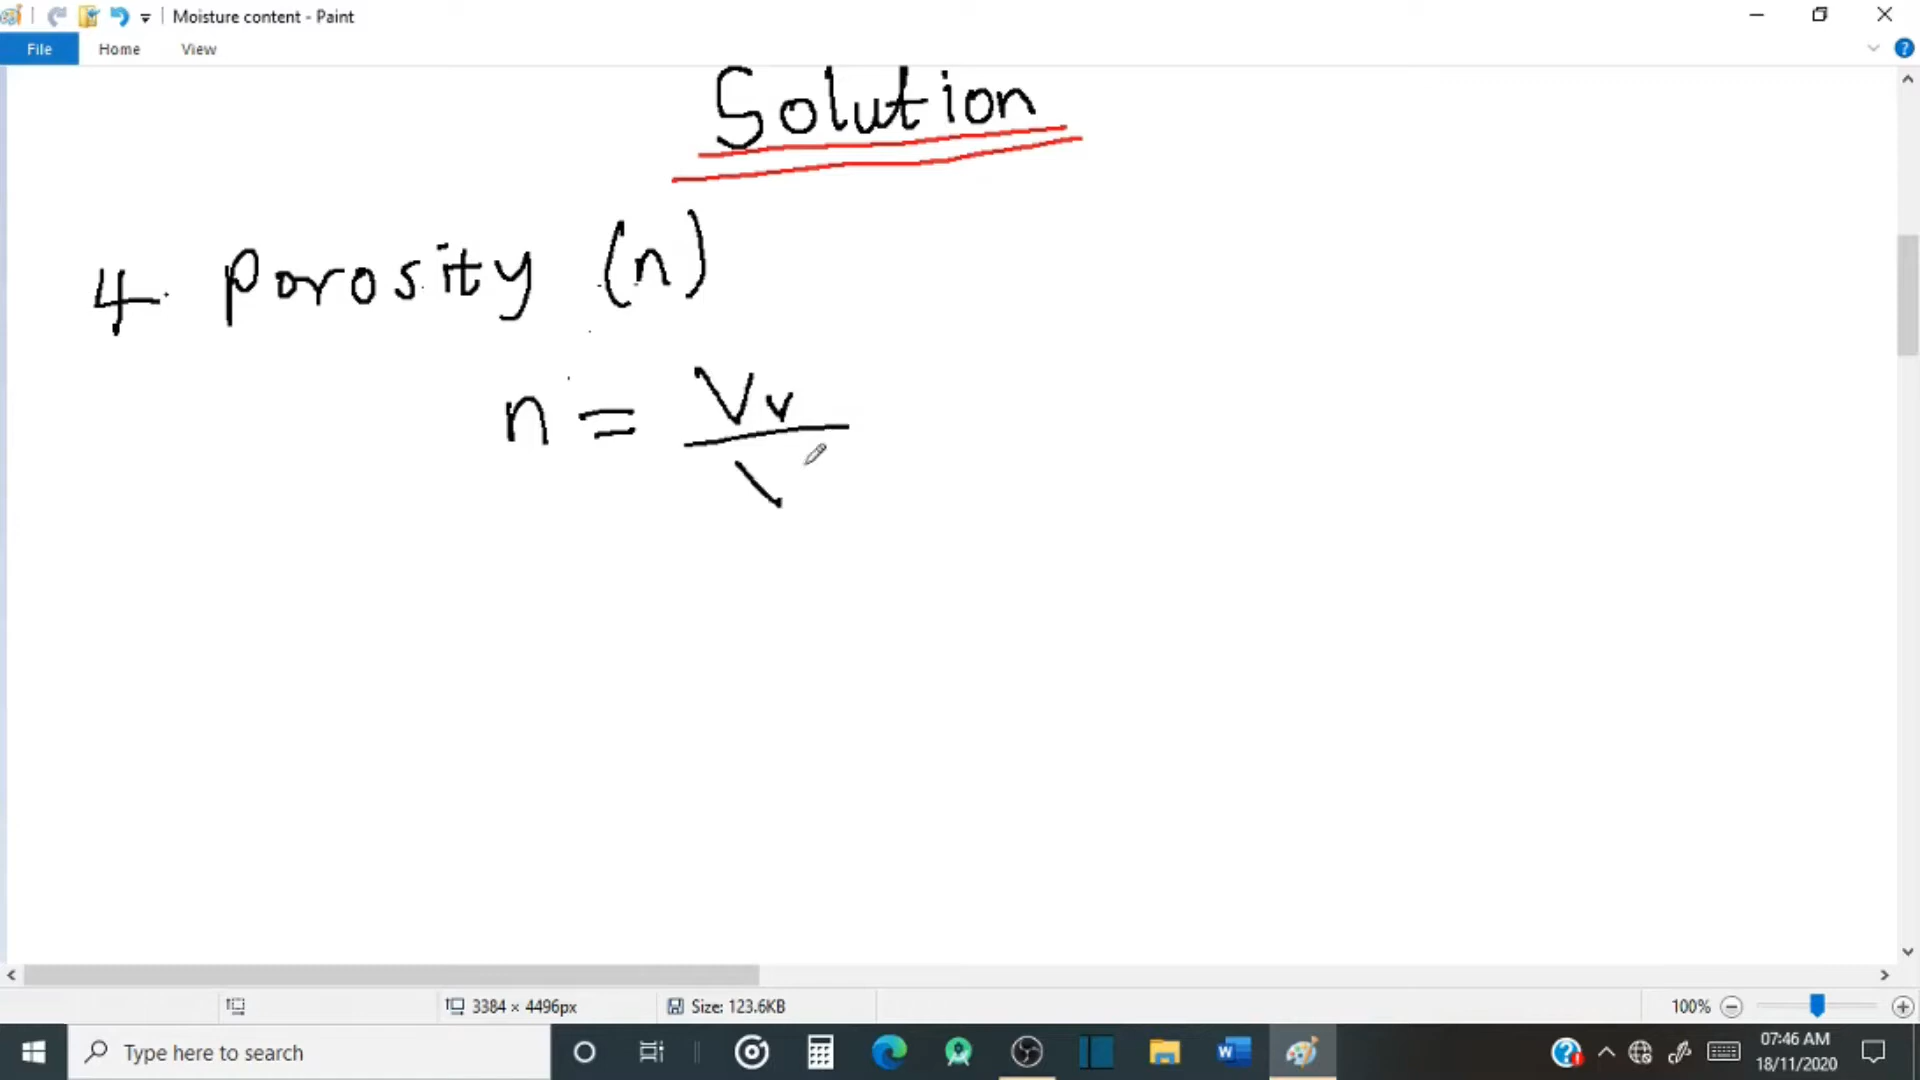 Moisture content - Paint
File Home View
Solution
4. Porosity (n)
n = Vv
3384 × 4496px Size: 123.6KB 100%
Type here to search
07:46 AM
18/11/2020